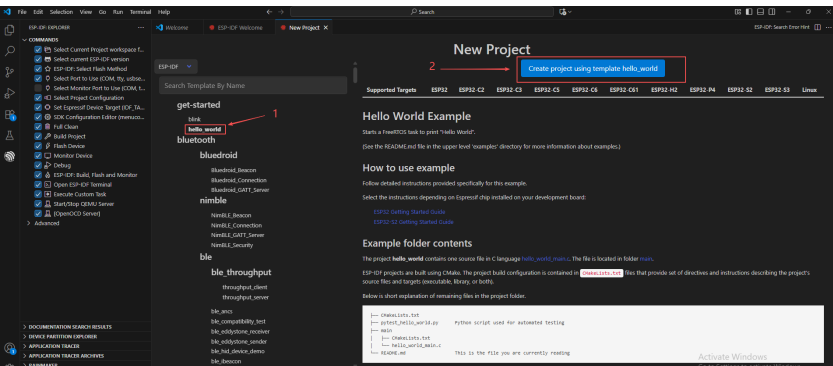 File Edit Selection View Go Run Terminal Help
Search
ESP-IDF: EXPLORER
Welcome
ESP-IDF Welcome
New Project
ESP-IDF: Search Error Hint
COMMANDS
Select Current Project workspace f...
Select current ESP-IDF version
ESP-IDF: Select Flash Method
Select Port to Use (COM, tty, usbse...
Select Monitor Port to Use (COM, t...
Select Project Configuration
Set Espressif Device Target (IDF_TA...
SDK Configuration Editor (menuco...
Full Clean
Build Project
Flash Device
Monitor Device
Debug
ESP-IDF: Build, Flash and Monitor
Open ESP-IDF Terminal
Execute Custom Task
Start/Stop QEMU Server
[OpenOCD Server]
Advanced
DOCUMENTATION SEARCH RESULTS
DEVICE PARTITION EXPLORER
APPLICATION TRACER
APPLICATION TRACER ARCHIVES
RAINMAKER
New Project
ESP-IDF
2
Create project using template hello_world
Search Template By Name
Supported Targets ESP32 ESP32-C2 ESP32-C3 ESP32-C5 ESP32-C6 ESP32-C61 ESP32-H2 ESP32-P4 ESP32-S2 ESP32-S3 Linux
get-started
1
blink
hello_world
bluetooth
bluedroid
Bluedroid_Beacon
Bluedroid_Connection
Bluedroid_GATT_Server
nimble
NimBLE_Beacon
NimBLE_Connection
NimBLE_GATT_Server
NimBLE_Security
ble
ble_throughput
throughput_client
throughput_server
ble_ancs
ble_compatibility_test
ble_eddystone_receiver
ble_eddystone_sender
ble_hid_device_demo
ble_ibeacon
Hello World Example
Starts a FreeRTOS task to print "Hello World".
(See the README.md file in the upper level 'examples' directory for more information about examples.)
How to use example
Follow detailed instructions provided specifically for this example.
Select the instructions depending on Espressif chip installed on your development board:
ESP32 Getting Started Guide
ESP32-S2 Getting Started Guide
Example folder contents
The project hello_world contains one source file in C language hello_world_main.c. The file is located in folder main.
ESP-IDF projects are built using CMake. The project build configuration is contained in CMakeLists.txt files that provide set of directives and instructions describing the project's
source files and targets (executable, library, or both).
Below is short explanation of remaining files in the project folder.
├── CMakeLists.txt
├── pytest_hello_world.py Python script used for automated testing
├── main
│ ├── CMakeLists.txt
│ └── hello_world_main.c
└── README.md This is the file you are currently reading
Activate Windows